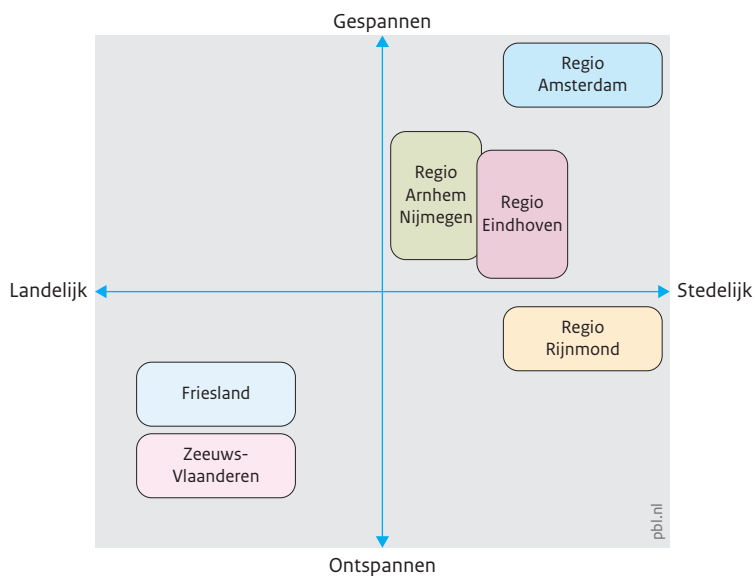 Gespannen
Regio
Amsterdam
Regio
Arnhem
Nijmegen
Regio
Eindhoven
Landelijk
Stedelijk
Regio
Rijnmond
Friesland
Zeeuws-
Vlaanderen
pbl.nl
Ontspannen